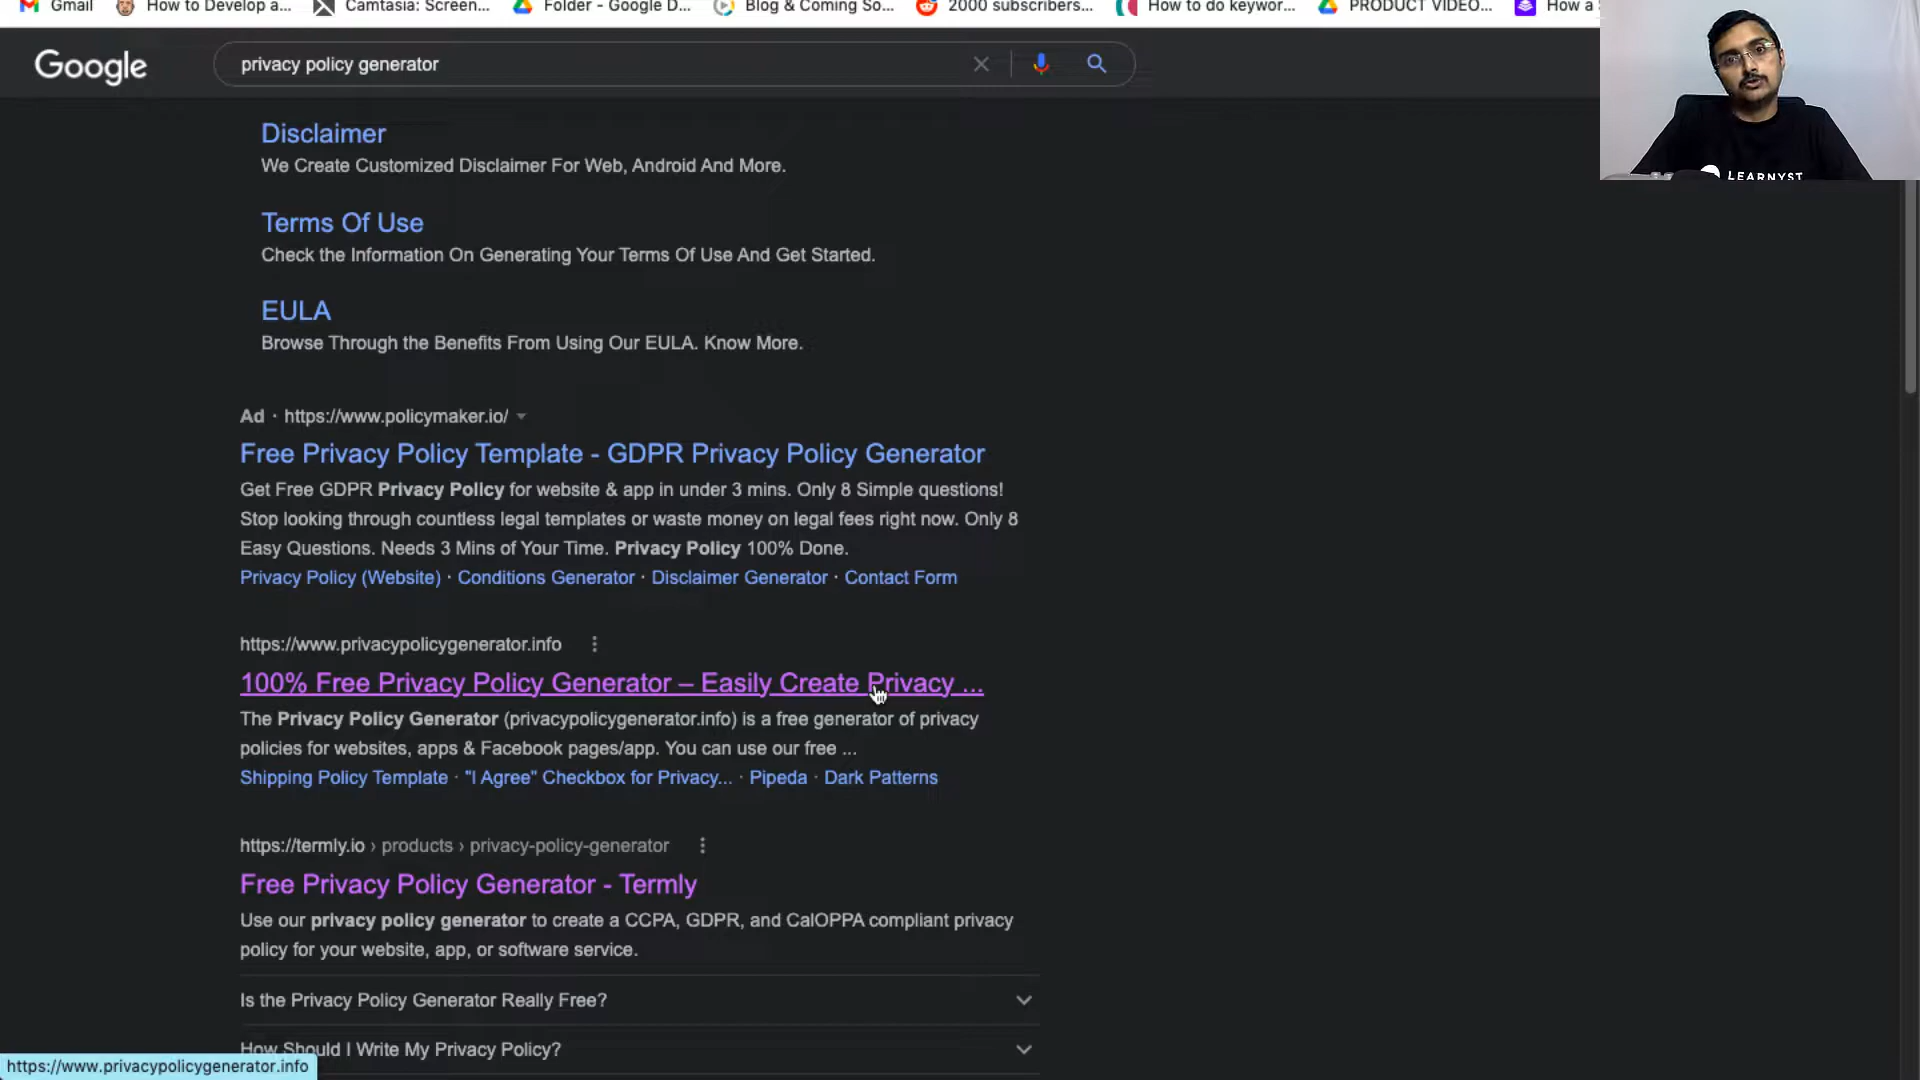 Gmail How to Develop a... Camtasia: Screen... Folder - Google D... Blog & Coming So... 2000 subscribers... How to do keywor... PRODUCT VIDEO... How a
Google privacy policy generator
LEARNYST
Disclaimer
We Create Customized Disclaimer For Web, Android And More.
Terms Of Use
Check the Information On Generating Your Terms Of Use And Get Started.
EULA
Browse Through the Benefits From Using Our EULA. Know More.
Ad · https://www.policymaker.io/
Free Privacy Policy Template - GDPR Privacy Policy Generator
Get Free GDPR Privacy Policy for website & app in under 3 mins. Only 8 Simple questions!
Stop looking through countless legal templates or waste money on legal fees right now. Only 8
Easy Questions. Needs 3 Mins of Your Time. Privacy Policy 100% Done.
Privacy Policy (Website) · Conditions Generator · Disclaimer Generator · Contact Form
https://www.privacypolicygenerator.info
100% Free Privacy Policy Generator – Easily Create Privacy ...
The Privacy Policy Generator (privacypolicygenerator.info) is a free generator of privacy
policies for websites, apps & Facebook pages/app. You can use our free ...
Shipping Policy Template · "I Agree" Checkbox for Privacy... · Pipeda · Dark Patterns
https://termly.io › products › privacy-policy-generator
Free Privacy Policy Generator - Termly
Use our privacy policy generator to create a CCPA, GDPR, and CalOPPA compliant privacy
policy for your website, app, or software service.
Is the Privacy Policy Generator Really Free?
How Should I Write My Privacy Policy?
https://www.privacypolicygenerator.info